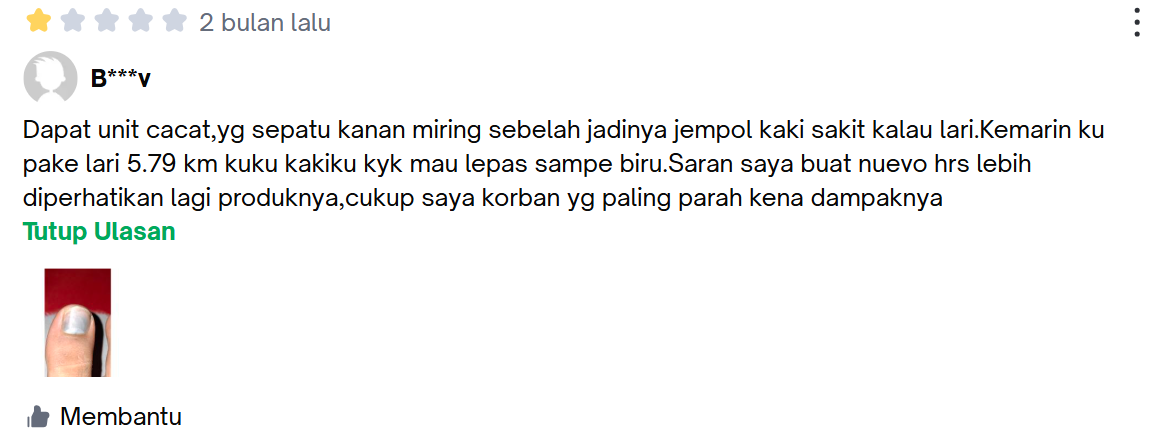 2 bulan lalu
B***v
Dapat unit cacat,yg sepatu kanan miring sebelah jadinya jempol kaki sakit kalau lari.Kemarin ku
pake lari 5.79 km kuku kakiku kyk mau lepas sampe biru.Saran saya buat nuevo hrs lebih
diperhatikan lagi produknya,cukup saya korban yg paling parah kena dampaknya
Tutup Ulasan
Membantu